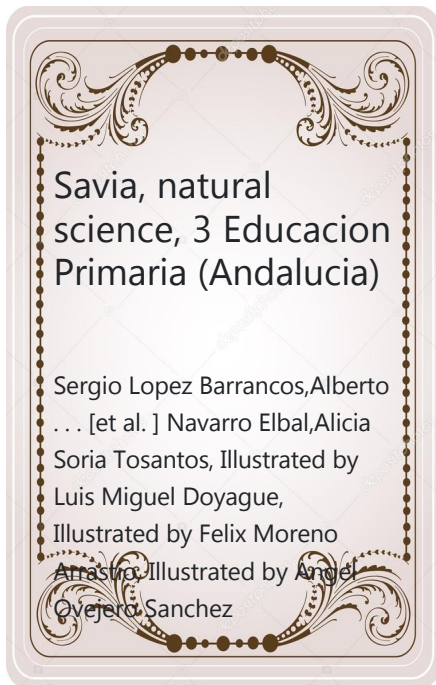 Savia, natural
science, 3 Educacion
Primaria (Andalucia)
Sergio Lopez Barrancos,Alberto
. . . [et al. ] Navarro Elbal,Alicia
Soria Tosantos, Illustrated by
Luis Miguel Doyague,
Illustrated by Felix Moreno
Arrastio, Illustrated by Angel
Ovejero Sanchez